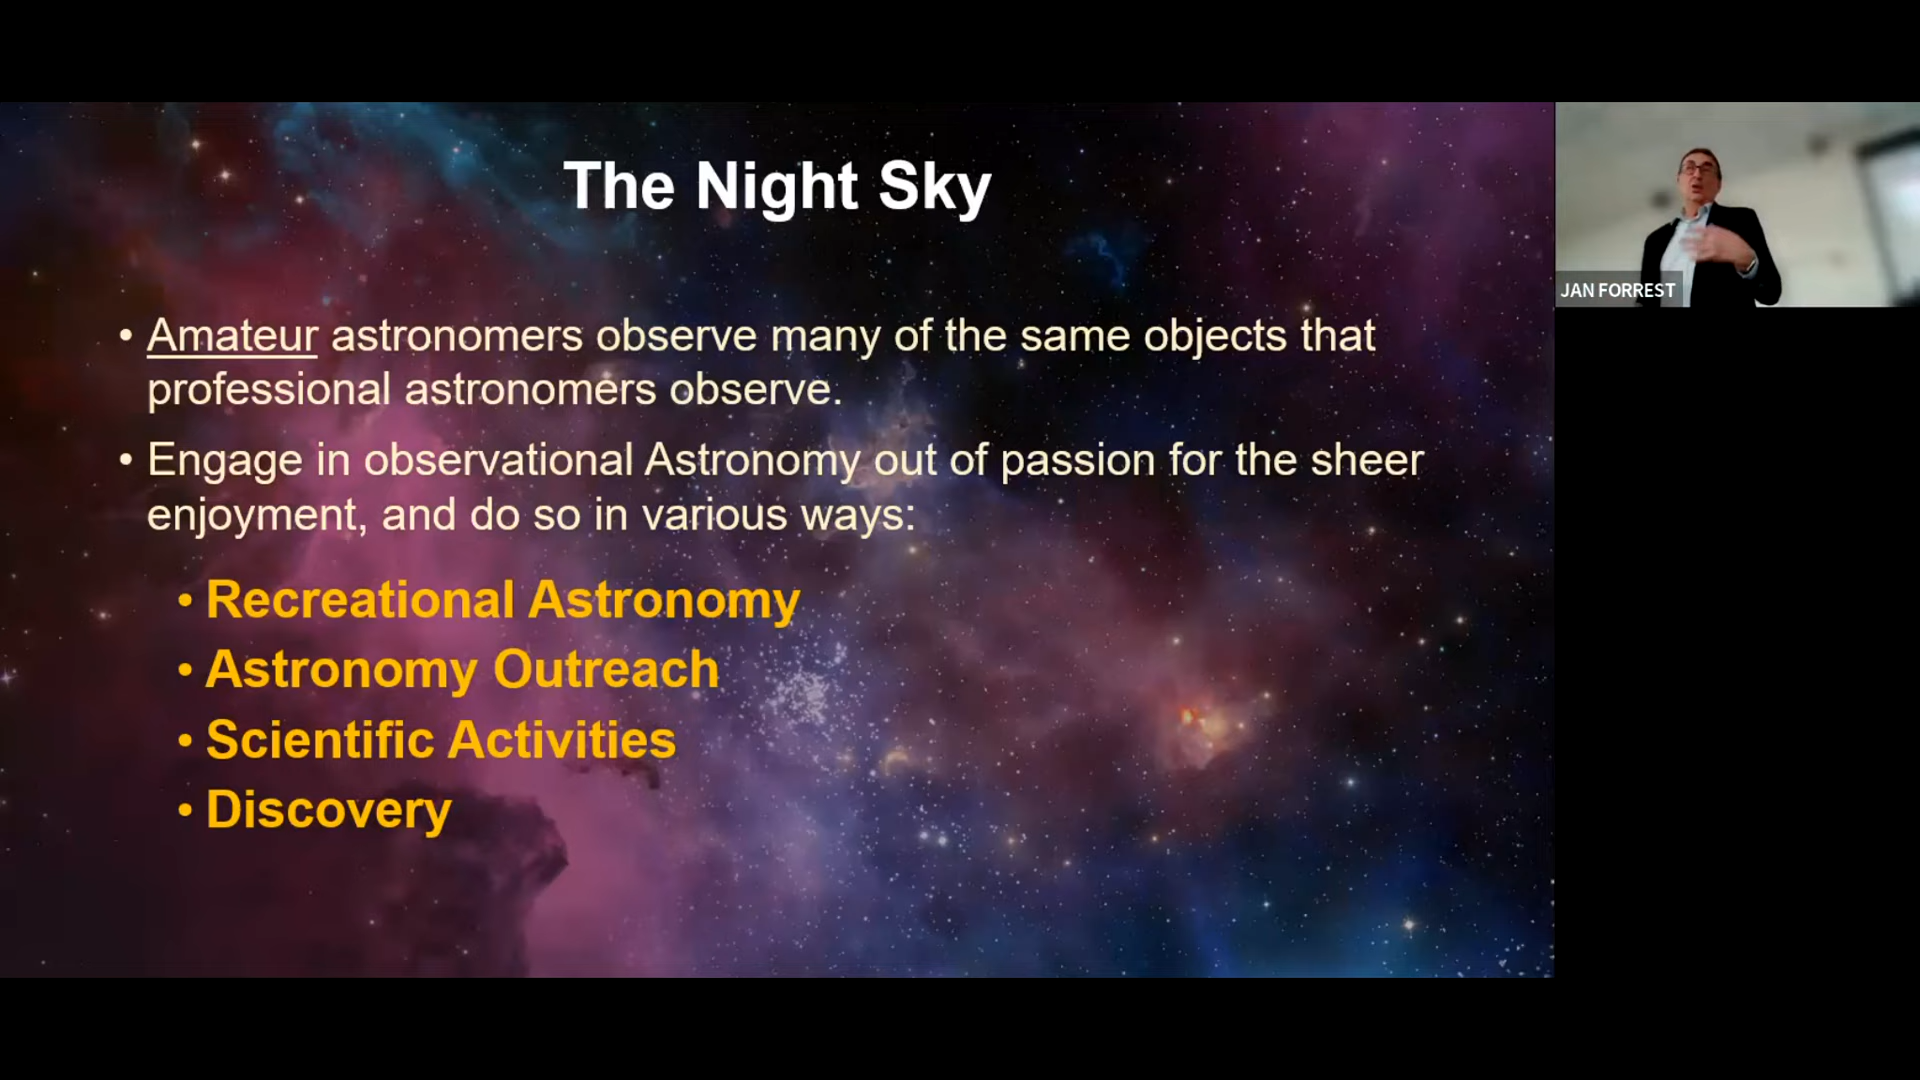 The Night Sky
• Amateur astronomers observe many of the same objects that
professional astronomers observe.
• Engage in observational Astronomy out of passion for the sheer
enjoyment, and do so in various ways:
• Recreational Astronomy
• Astronomy Outreach
• Scientific Activities
• Discovery
JAN FORREST